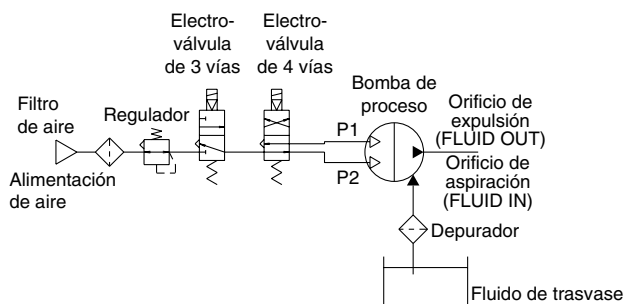 Electro-
válvula
de 3 vías
Electro-
válvula
de 4 vías
Bomba de
proceso
Filtro
de aire
Regulador
P1
P2
Orificio de
expulsión
(FLUID OUT)
Orificio de
aspiración
(FLUID IN)
Alimentación
de aire
Depurador
Fluido de trasvase